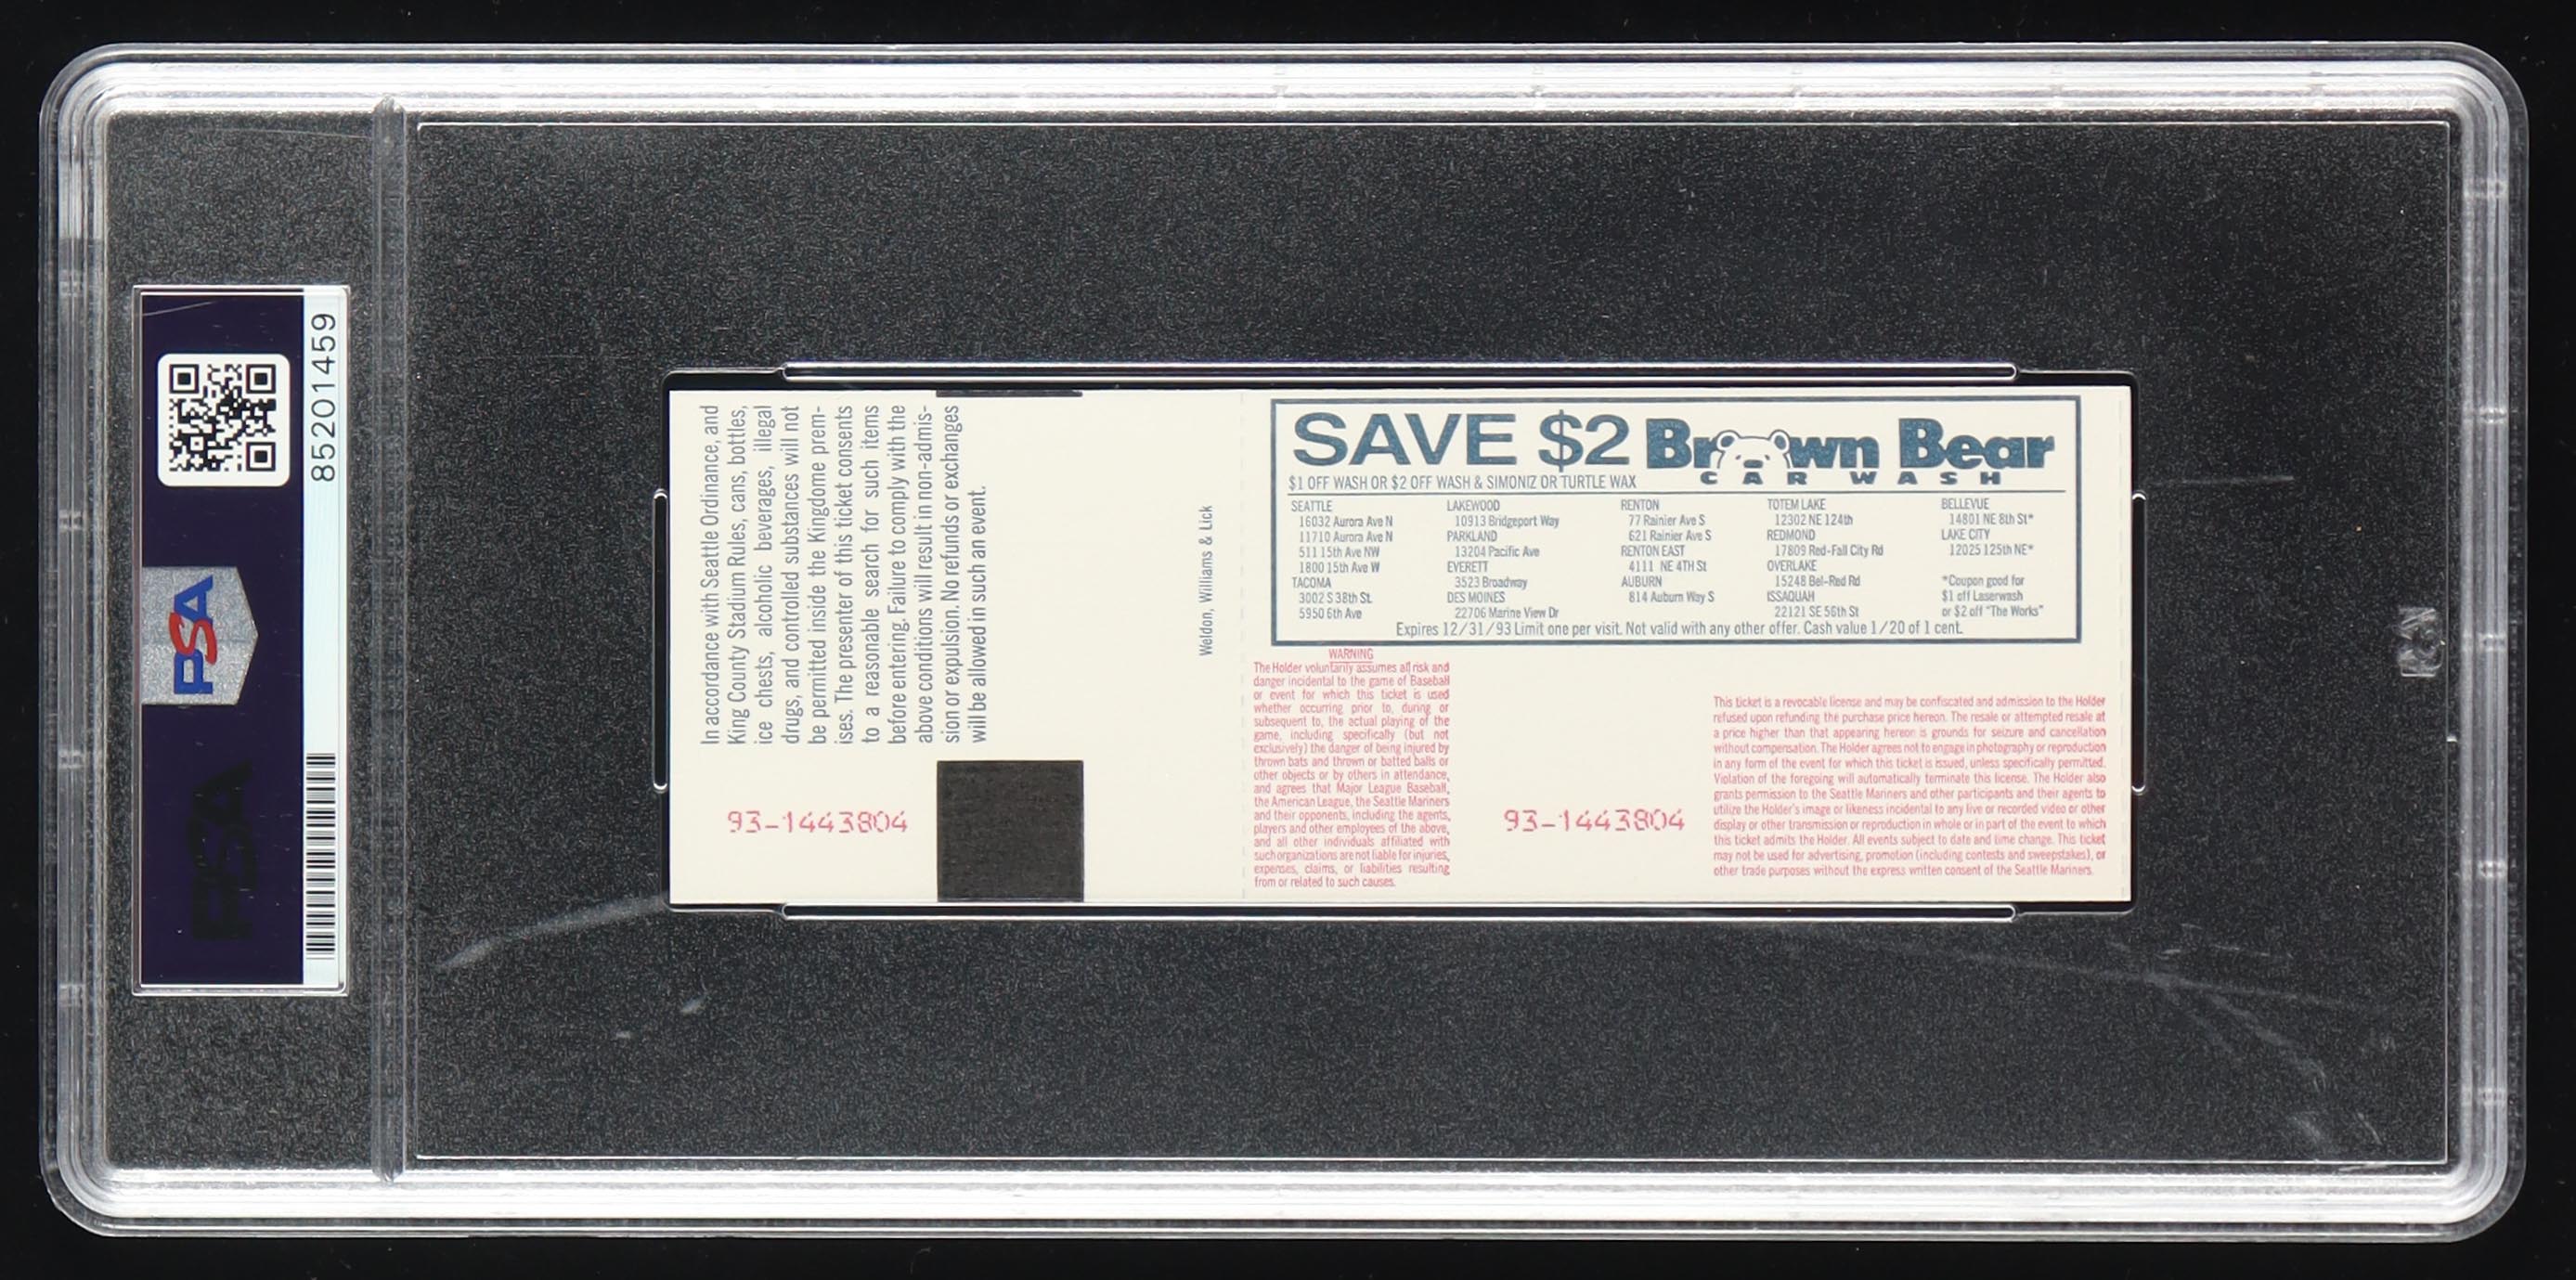 85201459
PSA
PSA
In accordance with Seattle Ordinance, and
King County Stadium Rules, cans, bottles,
ice chests, alcoholic beverages, illegal
drugs, and controlled substances will not
be permitted inside the Kingdome prem-
ises. The presenter of this ticket consents
to a reasonable search for such items
before entering. Failure to comply with the
above conditions will result in non-admis-
sion or expulsion. No refunds or exchanges
will be allowed in such an event.
93-1443804
Weldon, Williams & Lick
SAVE $2 Brown Bear
CAR WASH
$1 OFF WASH OR $2 OFF WASH & SIMONIZ OR TURTLE WAX
SEATTLE
16032 Aurora Ave N
11710 Aurora Ave N
511 15th Ave NW
1800 15th Ave W
TACOMA
3002 S 38th St.
5950 6th Ave
LAKEWOOD
10913 Bridgeport Way
PARKLAND
13204 Pacific Ave
EVERETT
3523 Broadway
DES MOINES
22706 Marine View Dr
RENTON
77 Rainier Ave S
621 Rainier Ave S
RENTON EAST
4111 NE 4TH St
AUBURN
814 Auburn Way S
TOTEM LAKE
12302 NE 124th
REDMOND
17809 Red-Fall City Rd
OVERLAKE
15248 Bel-Red Rd
ISSAQUAH
22121 SE 56th St
BELLEVUE
14801 NE 8th St*
LAKE CITY
12025 125th NE*
*Coupon good for
$1 off Laserwash
or $2 off "The Works"
Expires 12/31/93 Limit one per visit. Not valid with any other offer. Cash value 1/20 of 1 cent.
WARNING
The Holder voluntarily assumes all risk and
danger incidental to the game of Baseball
or event for which this ticket is used
whether occurring prior to, during or
subsequent to, the actual playing of the
game, including specifically (but not
exclusively) the danger of being injured by
thrown bats and thrown or batted balls or
other objects or by others in attendance,
and agrees that Major League Baseball,
the American League, the Seattle Mariners
and their opponents, including the agents,
players and other employees of the above,
and all other individuals affiliated with
such organizations are not liable for injuries,
expenses, claims, or liabilities resulting
from or related to such causes.
93-1443804
This ticket is a revocable license and may be confiscated and admission to the Holder
refused upon refunding the purchase price hereon. The resale or attempted resale at
a price higher than that appearing hereon is grounds for seizure and cancellation
without compensation. The Holder agrees not to engage in photography or reproduction
in any form of the event for which this ticket is issued, unless specifically permitted.
Violation of the foregoing will automatically terminate this license. The Holder also
grants permission to the Seattle Mariners and other participants and their agents to
utilize the Holder's image or likeness incidental to any live or recorded video or other
display or other transmission or reproduction in whole or in part of the event to which
this ticket admits the Holder. All events subject to date and time change. This ticket
may not be used for advertising, promotion (including contests and sweepstakes), or
other trade purposes without the express written consent of the Seattle Mariners.